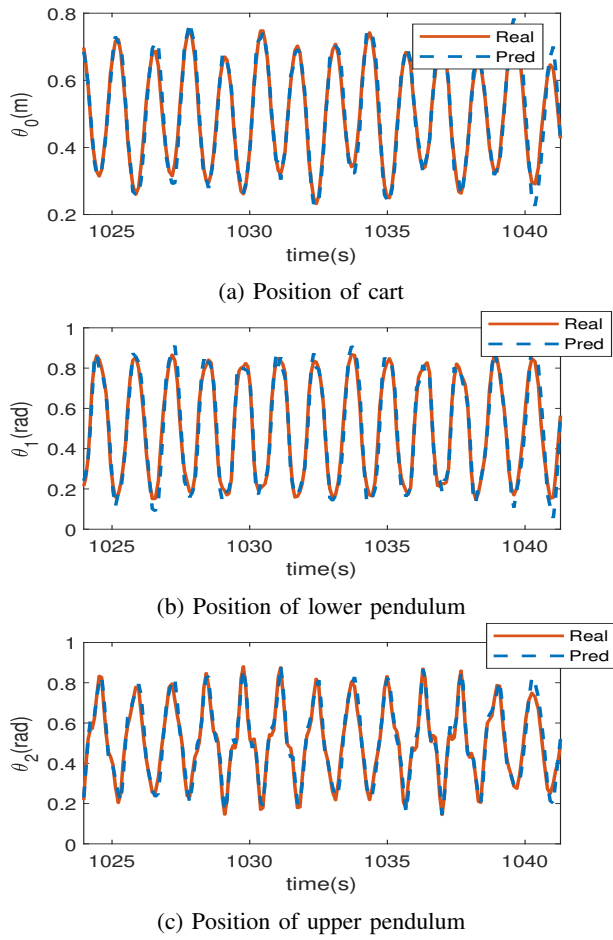 0.8
0.6
0.4
0.2
θ_0(m)
Real
Pred
1025 1030 1035 1040
time(s)
(a) Position of cart
1
0.8
0.6
0.4
0.2
0
θ_1(rad)
Real
Pred
1025 1030 1035 1040
time(s)
(b) Position of lower pendulum
1
0.8
0.6
0.4
0.2
0
θ_2(rad)
Real
Pred
1025 1030 1035 1040
time(s)
(c) Position of upper pendulum